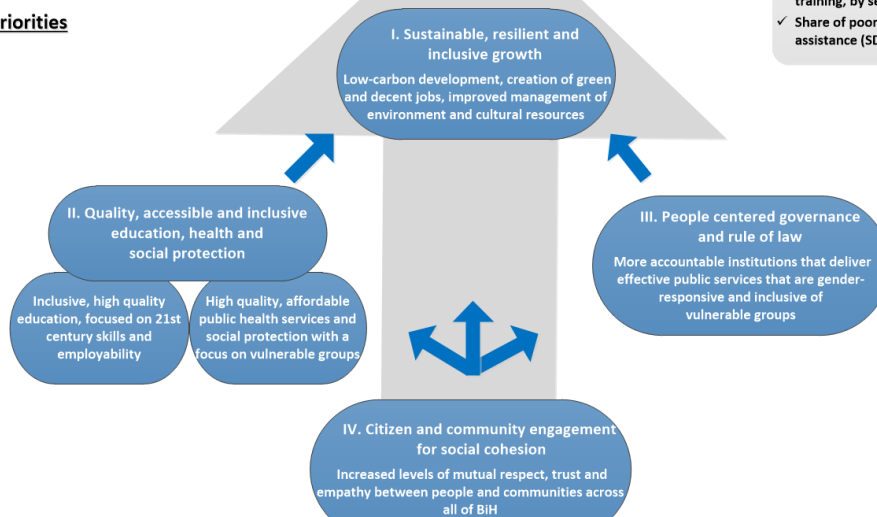 riorities
training, by se
✓ Share of poor
assistance (SD
I. Sustainable, resilient and
inclusive growth
Low-carbon development, creation of green
and decent jobs, improved management of
environment and cultural resources
II. Quality, accessible and inclusive
education, health and
social protection
Inclusive, high quality
education, focused on 21st
century skills and
employability
High quality, affordable
public health services and
social protection with a
focus on vulnerable groups
III. People centered governance
and rule of law
More accountable institutions that deliver
effective public services that are gender-
responsive and inclusive of
vulnerable groups
IV. Citizen and community engagement
for social cohesion
Increased levels of mutual respect, trust and
empathy between people and communities across
all of BiH